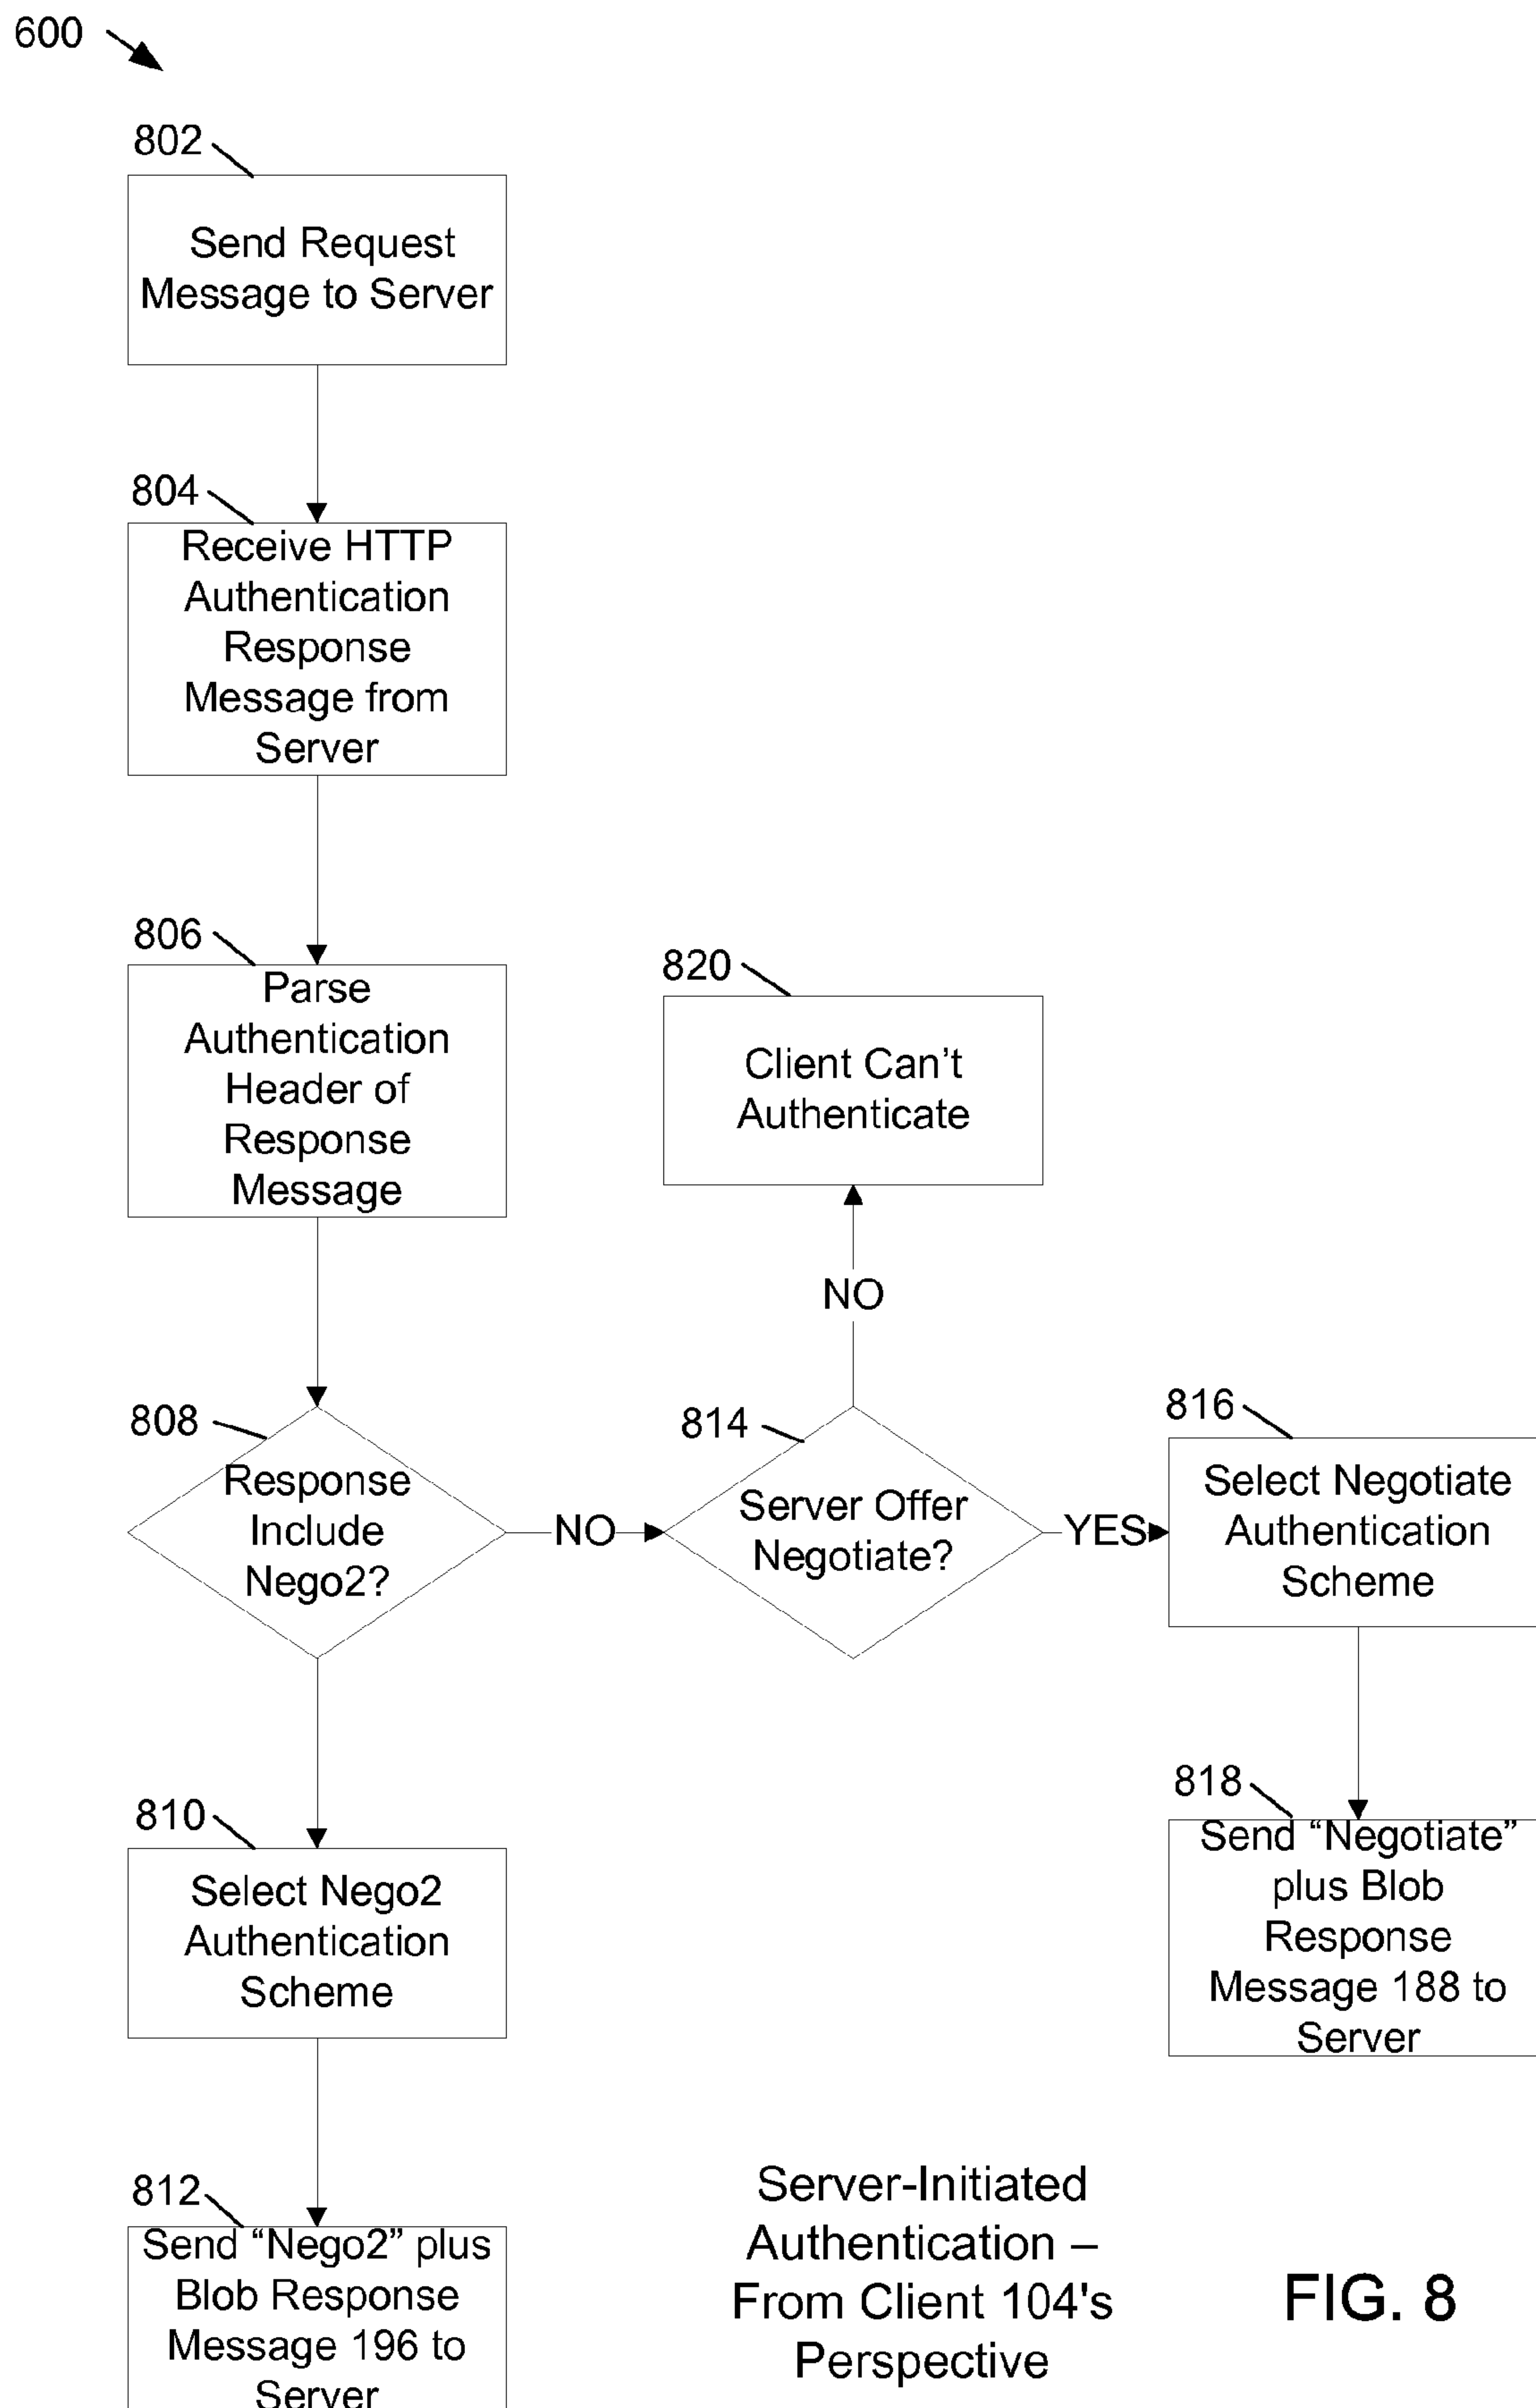 600
802
Send Request
Message to Server
804
Receive HTTP
Authentication
Response
Message from
Server
806
Parse
Authentication
Header of
Response
Message
820
Client Can't
Authenticate
NO
808
Response
Include
Nego2?
NO
814
Server Offer
Negotiate?
YES
816
Select Negotiate
Authentication
Scheme
818
Send “Negotiate”
plus Blob
Response
Message 188 to
Server
810
Select Nego2
Authentication
Scheme
812
Send “Nego2” plus
Blob Response
Message 196 to
Server
Server-Initiated
Authentication –
From Client 104's
Perspective
FIG. 8